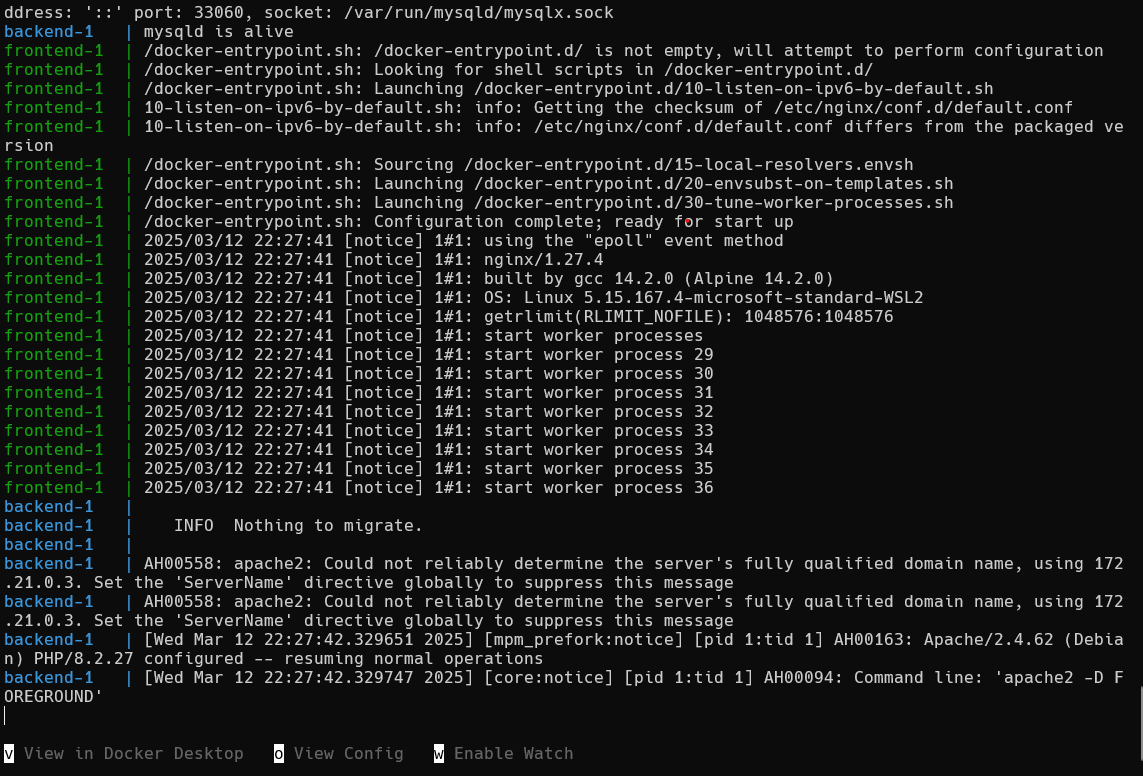 ddress: '::' port: 33060, socket: /var/run/mysqld/mysqlx.sock
backend-1   | mysqld is alive
frontend-1  | /docker-entrypoint.sh: /docker-entrypoint.d/ is not empty, will attempt to perform configuration
frontend-1  | /docker-entrypoint.sh: Looking for shell scripts in /docker-entrypoint.d/
frontend-1  | /docker-entrypoint.sh: Launching /docker-entrypoint.d/10-listen-on-ipv6-by-default.sh
frontend-1  | 10-listen-on-ipv6-by-default.sh: info: Getting the checksum of /etc/nginx/conf.d/default.conf
frontend-1  | 10-listen-on-ipv6-by-default.sh: info: /etc/nginx/conf.d/default.conf differs from the packaged ve
rsion
frontend-1  | /docker-entrypoint.sh: Sourcing /docker-entrypoint.d/15-local-resolvers.envsh
frontend-1  | /docker-entrypoint.sh: Launching /docker-entrypoint.d/20-envsubst-on-templates.sh
frontend-1  | /docker-entrypoint.sh: Launching /docker-entrypoint.d/30-tune-worker-processes.sh
frontend-1  | /docker-entrypoint.sh: Configuration complete; ready for start up
frontend-1  | 2025/03/12 22:27:41 [notice] 1#1: using the "epoll" event method
frontend-1  | 2025/03/12 22:27:41 [notice] 1#1: nginx/1.27.4
frontend-1  | 2025/03/12 22:27:41 [notice] 1#1: built by gcc 14.2.0 (Alpine 14.2.0)
frontend-1  | 2025/03/12 22:27:41 [notice] 1#1: OS: Linux 5.15.167.4-microsoft-standard-WSL2
frontend-1  | 2025/03/12 22:27:41 [notice] 1#1: getrlimit(RLIMIT_NOFILE): 1048576:1048576
frontend-1  | 2025/03/12 22:27:41 [notice] 1#1: start worker processes
frontend-1  | 2025/03/12 22:27:41 [notice] 1#1: start worker process 29
frontend-1  | 2025/03/12 22:27:41 [notice] 1#1: start worker process 30
frontend-1  | 2025/03/12 22:27:41 [notice] 1#1: start worker process 31
frontend-1  | 2025/03/12 22:27:41 [notice] 1#1: start worker process 32
frontend-1  | 2025/03/12 22:27:41 [notice] 1#1: start worker process 33
frontend-1  | 2025/03/12 22:27:41 [notice] 1#1: start worker process 34
frontend-1  | 2025/03/12 22:27:41 [notice] 1#1: start worker process 35
frontend-1  | 2025/03/12 22:27:41 [notice] 1#1: start worker process 36
backend-1   |
backend-1   |    INFO  Nothing to migrate.
backend-1   |
backend-1   | AH00558: apache2: Could not reliably determine the server's fully qualified domain name, using 172
.21.0.3. Set the 'ServerName' directive globally to suppress this message
backend-1   | AH00558: apache2: Could not reliably determine the server's fully qualified domain name, using 172
.21.0.3. Set the 'ServerName' directive globally to suppress this message
backend-1   | [Wed Mar 12 22:27:42.329651 2025] [mpm_prefork:notice] [pid 1:tid 1] AH00163: Apache/2.4.62 (Debia
n) PHP/8.2.27 configured -- resuming normal operations
backend-1   | [Wed Mar 12 22:27:42.329747 2025] [core:notice] [pid 1:tid 1] AH00094: Command line: 'apache2 -D F
OREGROUND'
v View in Docker Desktop   o View Config   w Enable Watch